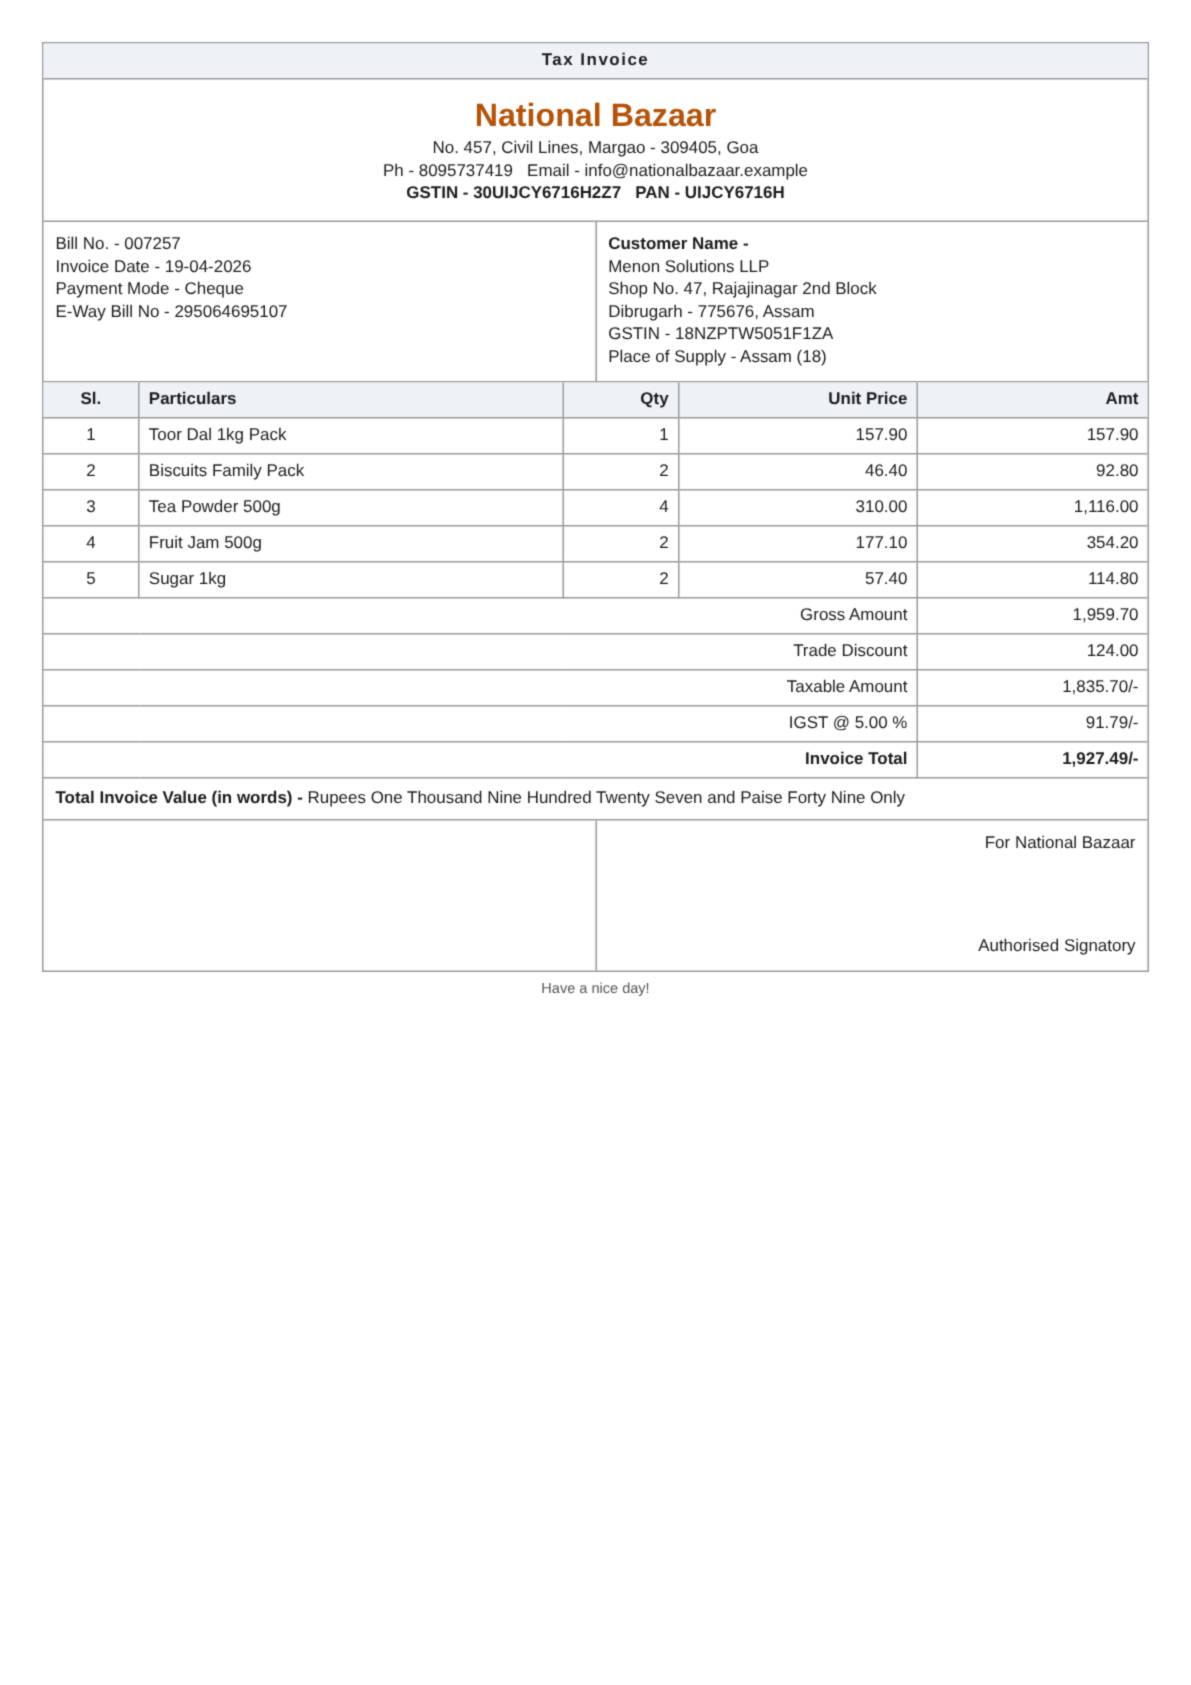 Tax Invoice
National Bazaar
No. 457, Civil Lines, Margao - 309405, Goa
Ph - 8095737419 Email - info@nationalbazaar.example
GSTIN - 30UIJCY6716H2Z7 PAN - UIJCY6716H
Bill No. - 007257
Invoice Date - 19-04-2026
Payment Mode - Cheque
E-Way Bill No - 295064695107
Customer Name -
Menon Solutions LLP
Shop No. 47, Rajajinagar 2nd Block
Dibrugarh - 775676, Assam
GSTIN - 18NZPTW5051F1ZA
Place of Supply - Assam (18)
Sl. Particulars Qty Unit Price Amt
1 Toor Dal 1kg Pack 1 157.90 157.90
2 Biscuits Family Pack 2 46.40 92.80
3 Tea Powder 500g 4 310.00 1,116.00
4 Fruit Jam 500g 2 177.10 354.20
5 Sugar 1kg 2 57.40 114.80
Gross Amount 1,959.70
Trade Discount 124.00
Taxable Amount 1,835.70/-
IGST @ 5.00 % 91.79/-
Invoice Total 1,927.49/-
Total Invoice Value (in words) - Rupees One Thousand Nine Hundred Twenty Seven and Paise Forty Nine Only
For National Bazaar
Authorised Signatory
Have a nice day!